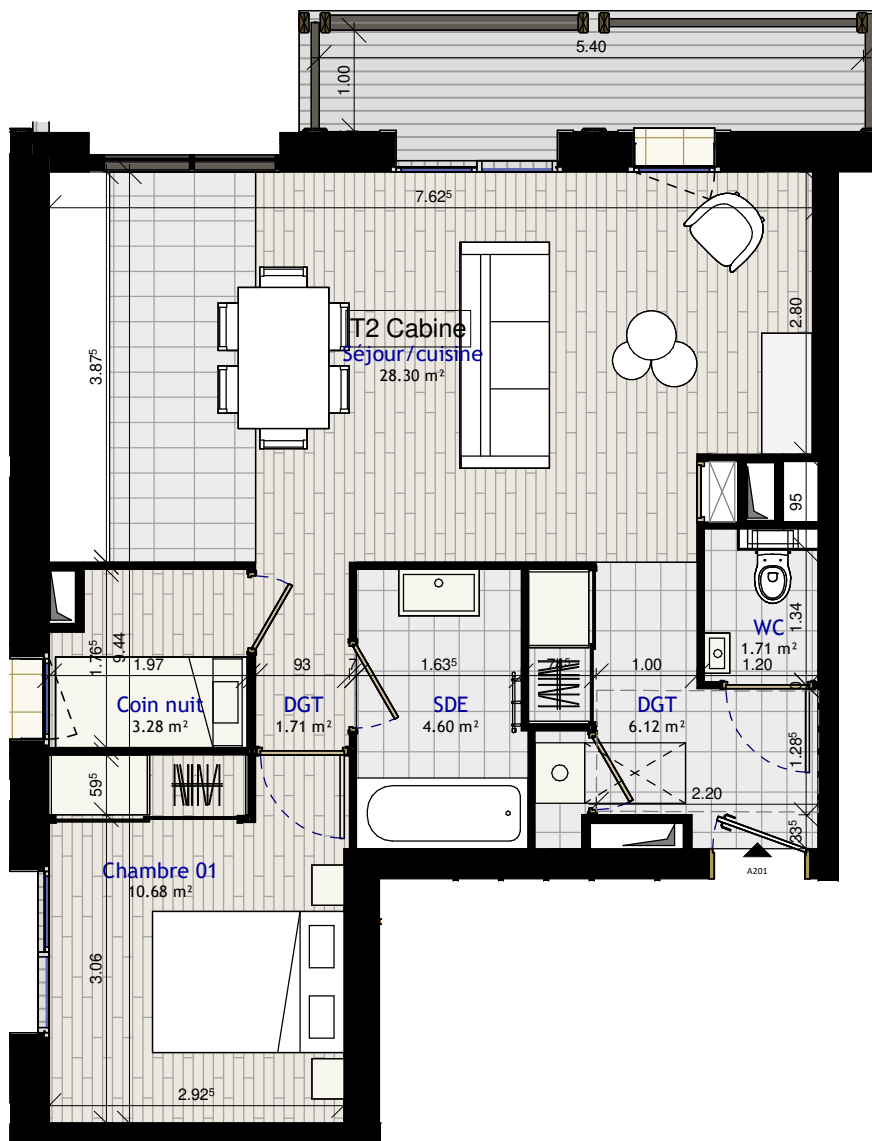 5.40
1.00
7.62⁵
2.80
T2 Cabine
Séjour/cuisine
28.30 m²
3.87⁵
95
WC
1.71 m²
1.34
1.20
1.76⁵
9.44
1.97
93
7
1.63⁵
1.00
Coin nuit
3.28 m²
DGT
1.71 m²
SDE
4.60 m²
DGT
6.12 m²
1.28⁵
59⁵
2.20
33⁵
Chambre 01
10.68 m²
A201
3.06
2.92⁵